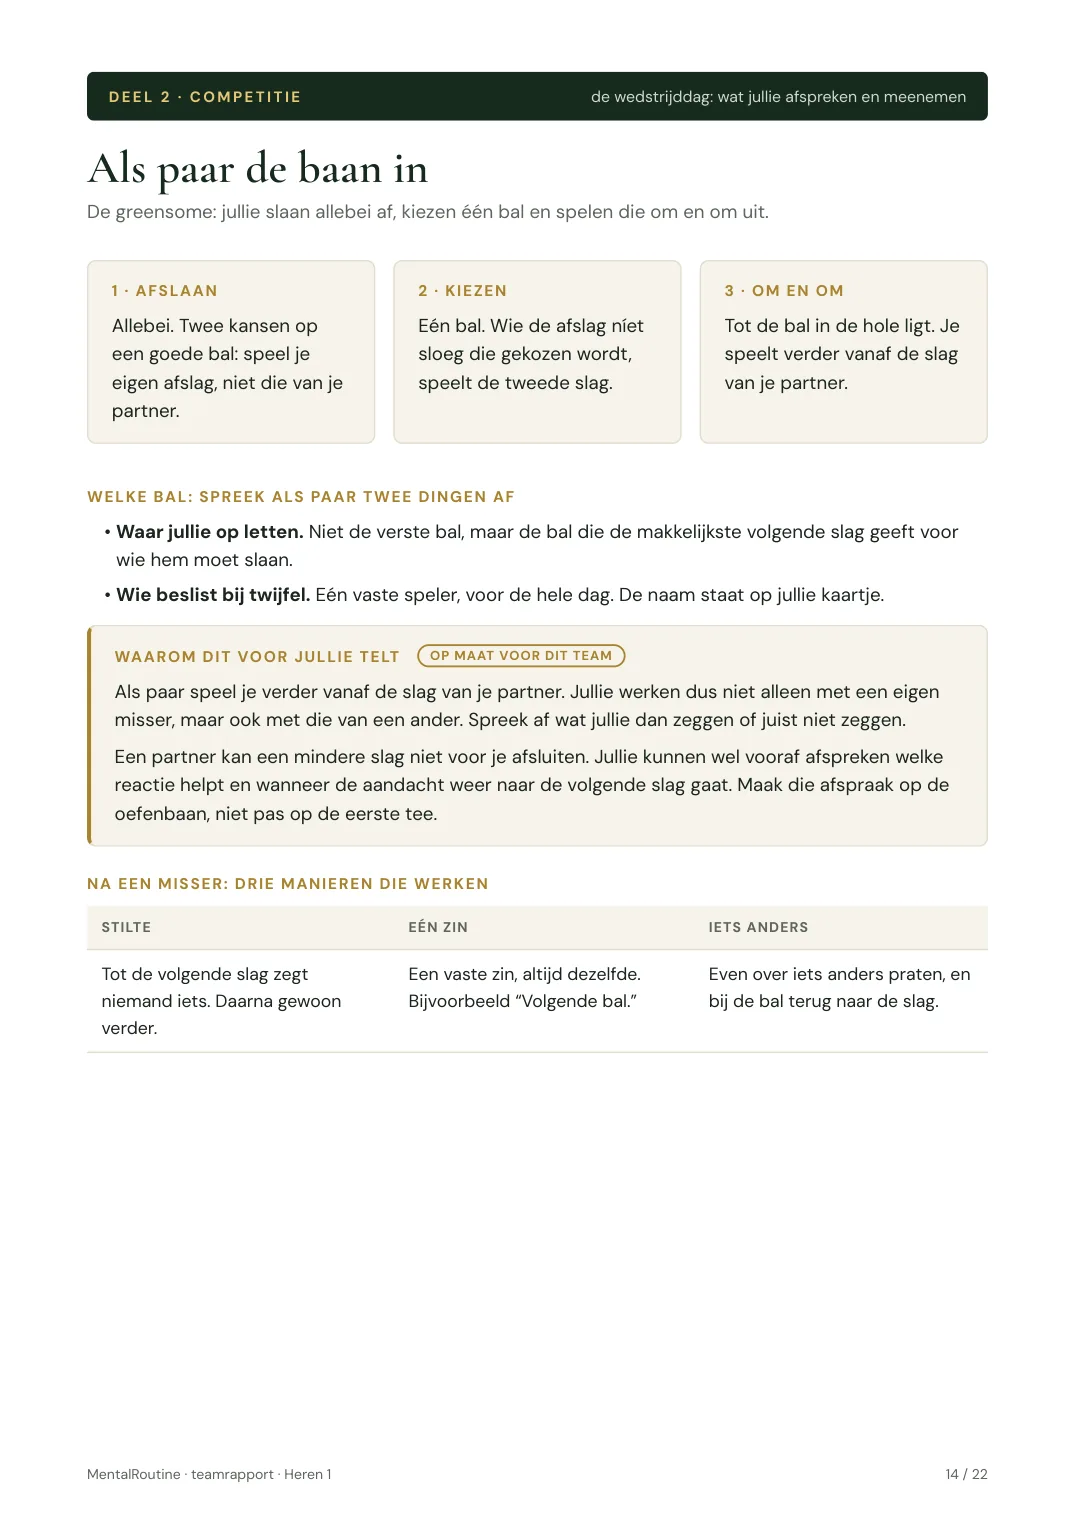 DEEL 2 · COMPETITIE
de wedstrijddag: wat jullie afspreken en meenemen
Als paar de baan in
De greensome: jullie slaan allebei af, kiezen één bal en spelen die om en om uit.
1 · AFSLAAN
Allebei. Twee kansen op
een goede bal: speel je
eigen afslag, niet die van je
partner.
2 · KIEZEN
Eén bal. Wie de afslag níet
sloeg die gekozen wordt,
speelt de tweede slag.
3 · OM EN OM
Tot de bal in de hole ligt. Je
speelt verder vanaf de slag
van je partner.
WELKE BAL: SPREEK ALS PAAR TWEE DINGEN AF
• Waar jullie op letten. Niet de verste bal, maar de bal die de makkelijkste volgende slag geeft voor
wie hem moet slaan.
• Wie beslist bij twijfel. Eén vaste speler, voor de hele dag. De naam staat op jullie kaartje.
WAAROM DIT VOOR JULLIE TELT
OP MAAT VOOR DIT TEAM
Als paar speel je verder vanaf de slag van je partner. Jullie werken dus niet alleen met een eigen
misser, maar ook met die van een ander. Spreek af wat jullie dan zeggen of juist niet zeggen.
Een partner kan een mindere slag niet voor je afsluiten. Jullie kunnen wel vooraf afspreken welke
reactie helpt en wanneer de aandacht weer naar de volgende slag gaat. Maak die afspraak op de
oefenbaan, niet pas op de eerste tee.
NA EEN MISSER: DRIE MANIEREN DIE WERKEN
STILTE
Tot de volgende slag zegt
niemand iets. Daarna gewoon
verder.
EÉN ZIN
Een vaste zin, altijd dezelfde.
Bijvoorbeeld “Volgende bal.”
IETS ANDERS
Even over iets anders praten, en
bij de bal terug naar de slag.
MentalRoutine · teamrapport · Heren 1
14 / 22